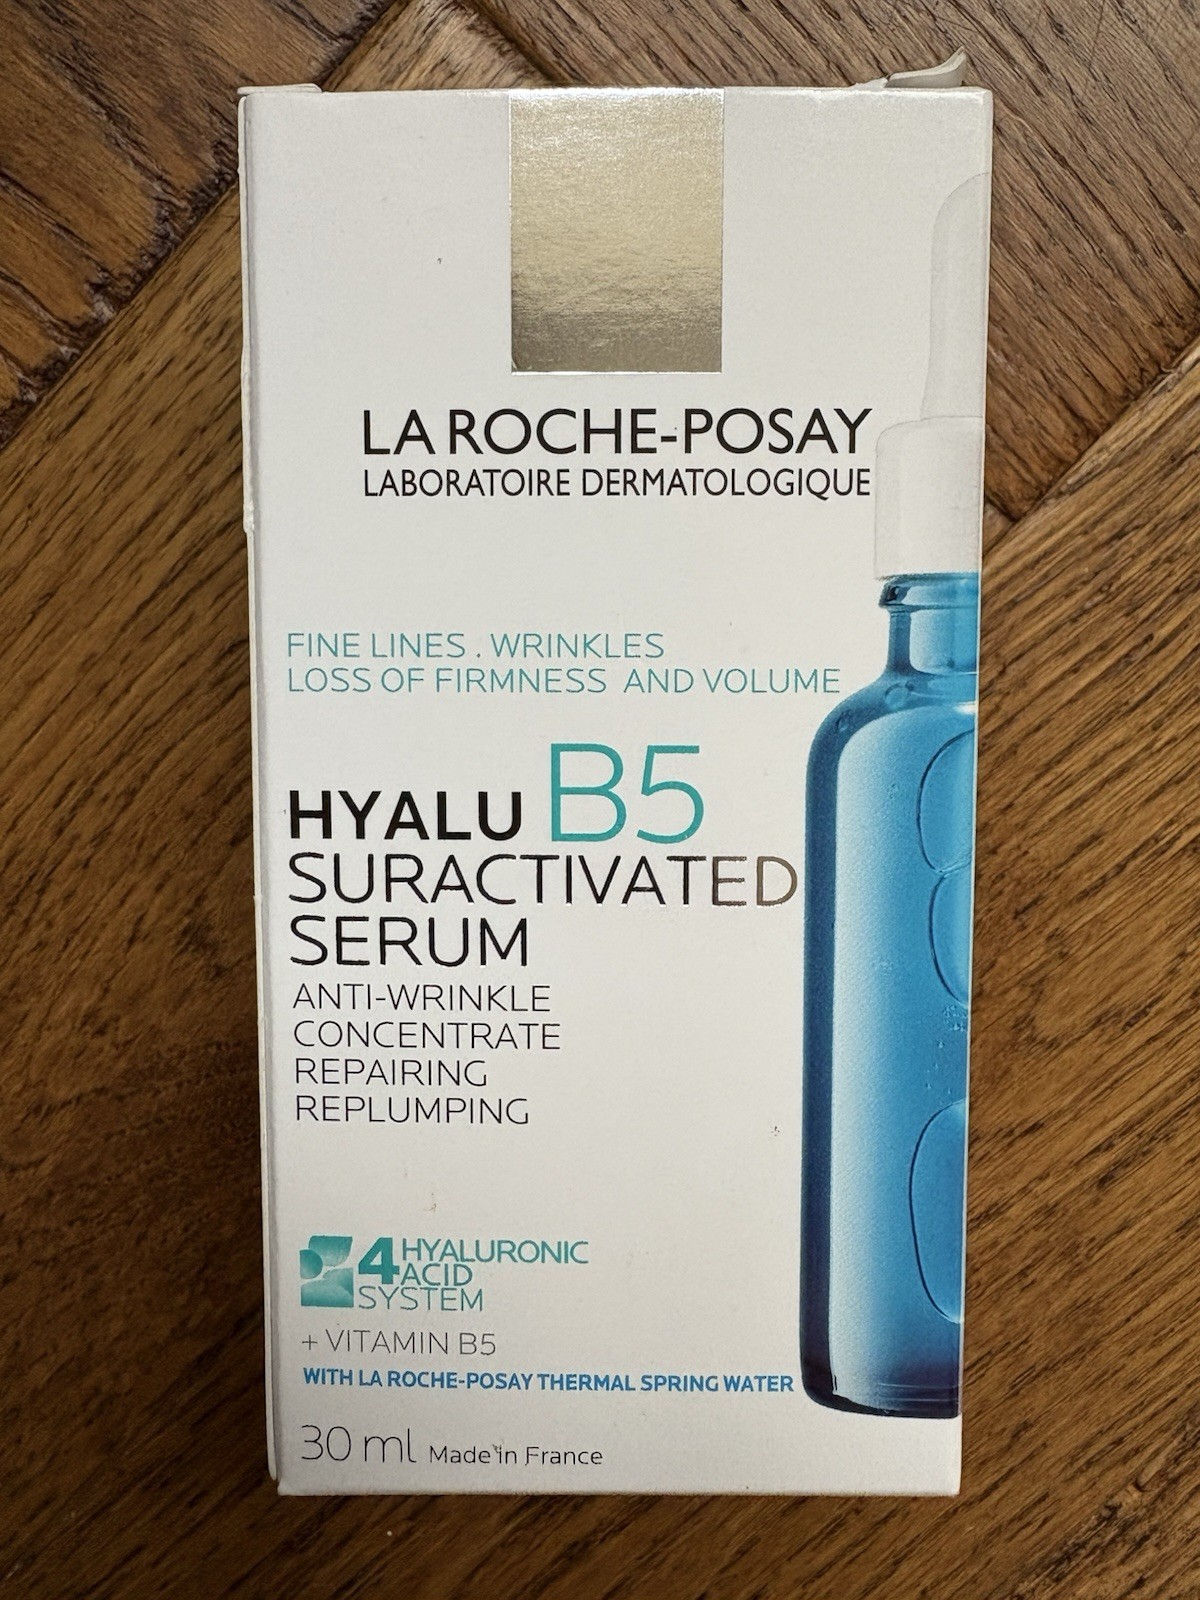 LA ROCHE-POSAY
LABORATOIRE DERMATOLOGIQUE
FINE LINES . WRINKLES
LOSS OF FIRMNESS AND VOLUME
HYALU B5
SURACTIVATED
SERUM
ANTI-WRINKLE
CONCENTRATE
REPAIRING
REPLUMPING
4 HYALURONIC
ACID
SYSTEM
+ VITAMIN B5
WITH LA ROCHE-POSAY THERMAL SPRING WATER
30 ml Made in France